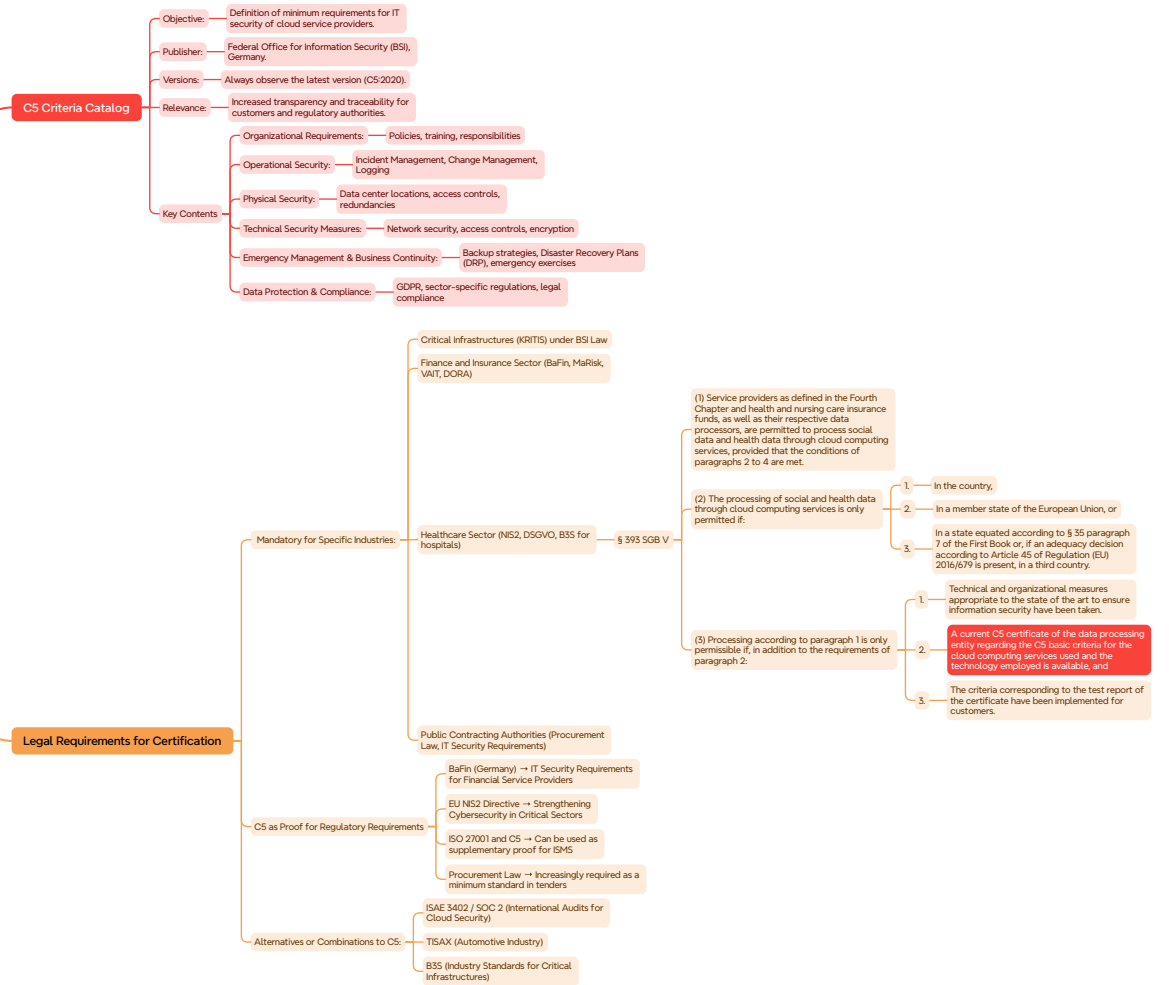 C5 Criteria Catalog
Objective:
Definition of minimum requirements for IT
security of cloud service providers.
Publisher:
Federal Office for Information Security (BSI),
Germany.
Versions:
Always observe the latest version (C5:2020).
Relevance:
Increased transparency and traceability for
customers and regulatory authorities.
Key Contents
Organizational Requirements:
Policies, training, responsibilities
Operational Security:
Incident Management, Change Management,
Logging
Physical Security:
Data center locations, access controls,
redundancies
Technical Security Measures:
Network security, access controls, encryption
Emergency Management & Business Continuity:
Backup strategies, Disaster Recovery Plans
(DRP), emergency exercises
Data Protection & Compliance:
GDPR, sector-specific regulations, legal
compliance
Legal Requirements for Certification
Mandatory for Specific Industries:
Critical Infrastructures (KRITIS) under BSI Law
Finance and Insurance Sector (BaFin, MaRisk,
VAIT, DORA)
Healthcare Sector (NIS2, DSGVO, B3S for
hospitals)
§ 393 SGB V
(1) Service providers as defined in the Fourth
Chapter and health and nursing care insurance
funds, as well as their respective data
processors, are permitted to process social
data and health data through cloud computing
services, provided that the conditions of
paragraphs 2 to 4 are met.
(2) The processing of social and health data
through cloud computing services is only
permitted if:
1.
In the country,
2.
In a member state of the European Union, or
3.
In a state equated according to § 35 paragraph
7 of the First Book or, if an adequacy decision
according to Article 45 of Regulation (EU)
2016/679 is present, in a third country.
(3) Processing according to paragraph 1 is only
permissible if, in addition to the requirements of
paragraph 2:
1.
Technical and organizational measures
appropriate to the state of the art to ensure
information security have been taken.
2.
A current C5 certificate of the data processing
entity regarding the C5 basic criteria for the
cloud computing services used and the
technology employed is available, and
3.
The criteria corresponding to the test report of
the certificate have been implemented for
customers.
Public Contracting Authorities (Procurement
Law, IT Security Requirements)
C5 as Proof for Regulatory Requirements
BaFin (Germany) → IT Security Requirements
for Financial Service Providers
EU NIS2 Directive → Strengthening
Cybersecurity in Critical Sectors
ISO 27001 and C5 → Can be used as
supplementary proof for ISMS
Procurement Law → Increasingly required as a
minimum standard in tenders
Alternatives or Combinations to C5:
ISAE 3402 / SOC 2 (International Audits for
Cloud Security)
TISAX (Automotive Industry)
B3S (Industry Standards for Critical
Infrastructures)